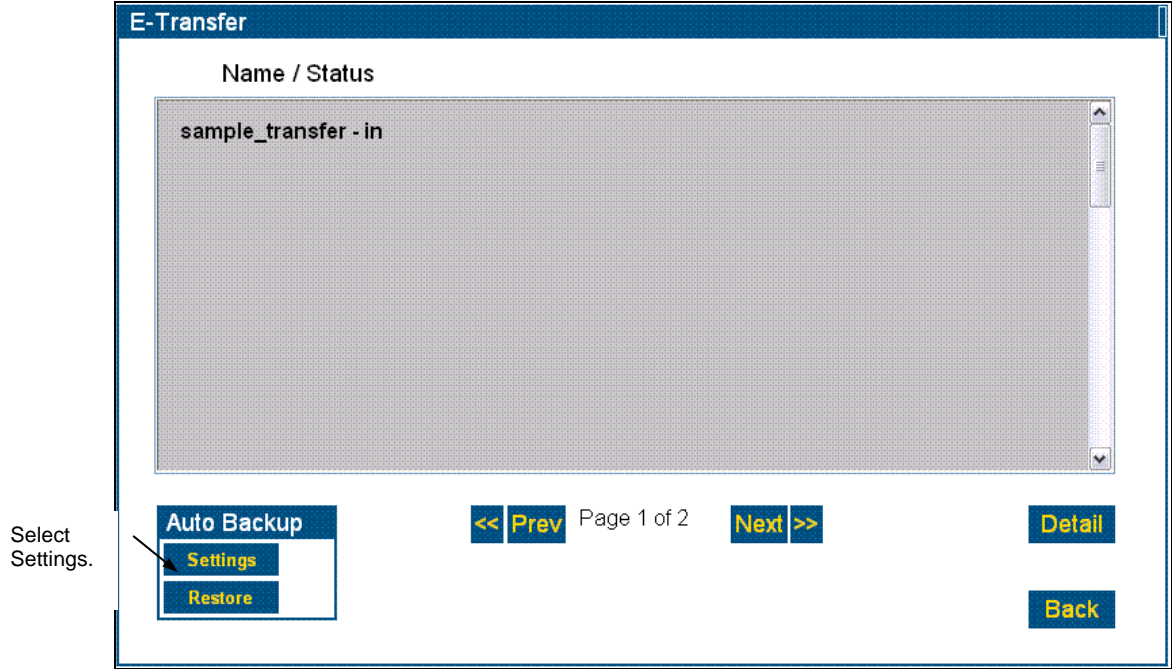 E-Transfer
Name / Status
sample_transfer - in
Select
Settings.
Auto Backup
Settings
Restore
<< Prev Page 1 of 2 Next >>
Detail
Back